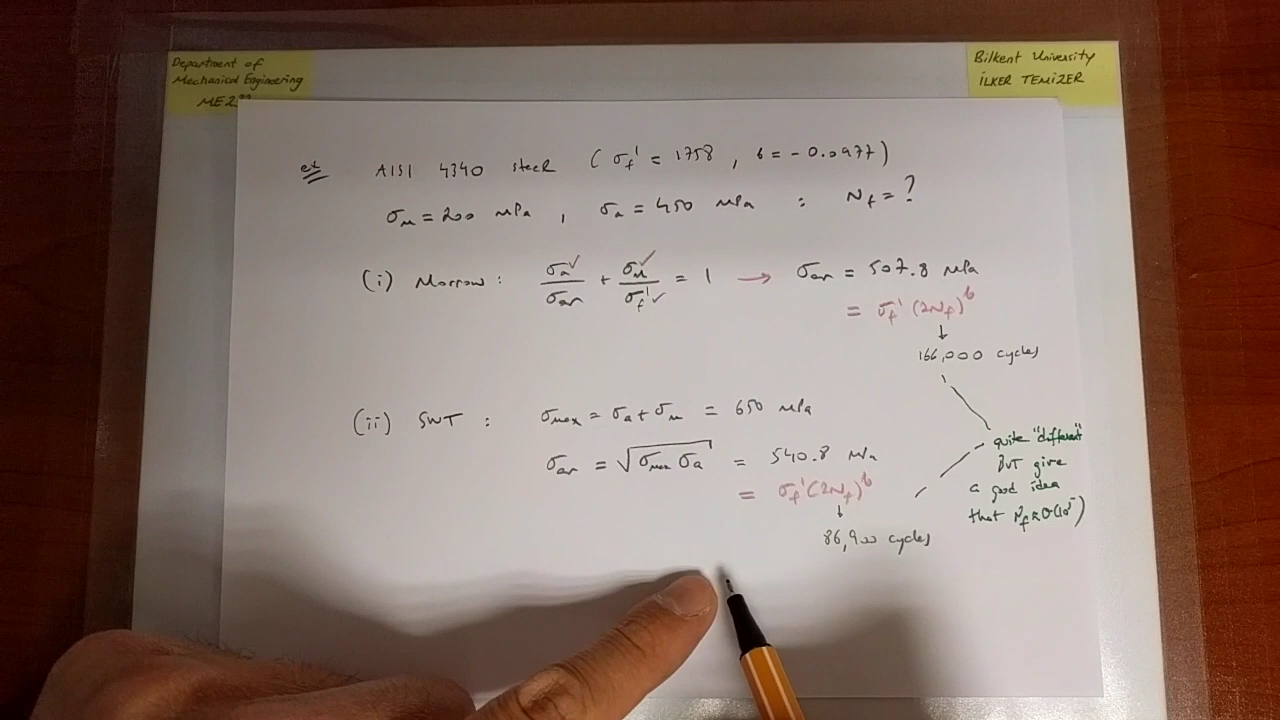 Department of
Mechanical Engineering
Bilkent University
İLKER TEMİZER
ex AISI 4340 steel (σf' = 1758 , b = -0.0977)
σm = 200 MPa , σa = 450 MPa : Nf = ?
(i) Morrow : σa/σar + σm/σf' = 1 → σar = 507.8 MPa
= σf' (2Nf)^b
↓
166,000 cycles
(ii) SWT : σmax = σa + σm = 650 MPa
σar = √σmax σa = 540.8 MPa
= σf' (2Nf)^b
↓
86,900 cycles
quite "different"
BUT give
a good idea
that Nf ≈ O(10^5)